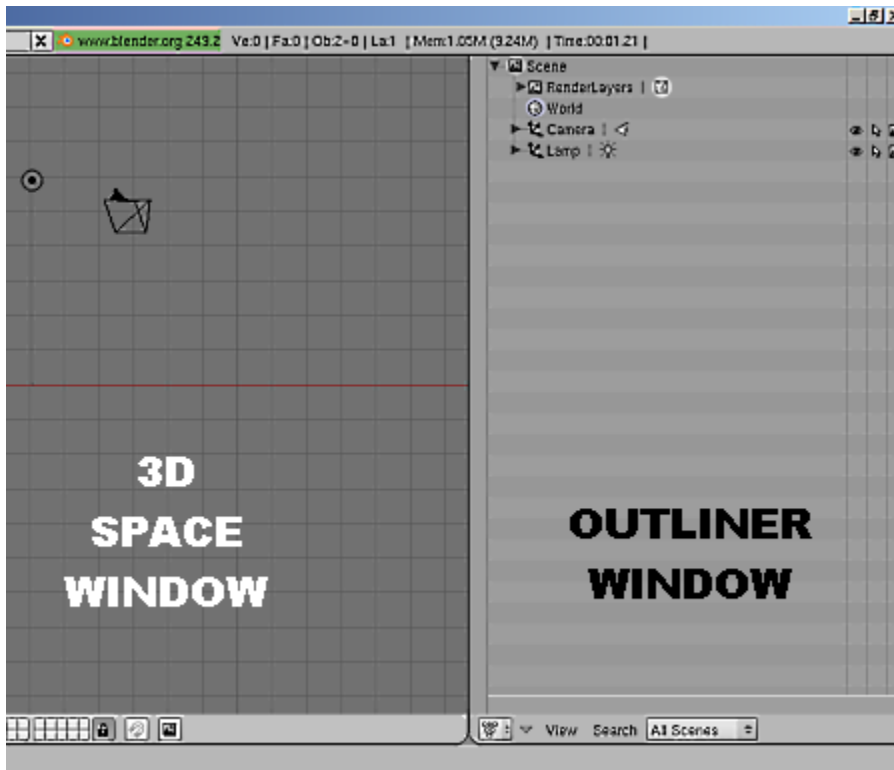 www.blender.org 243.2 Ve:0 | Fa:0 | Ob:2-0 | La:1 | Mem:1.05M (3.24M) | Time:00:01.21 |
Scene
RenderLayers |
World
Camera |
Lamp |
3D
SPACE
WINDOW
OUTLINER
WINDOW
View Search All Scenes